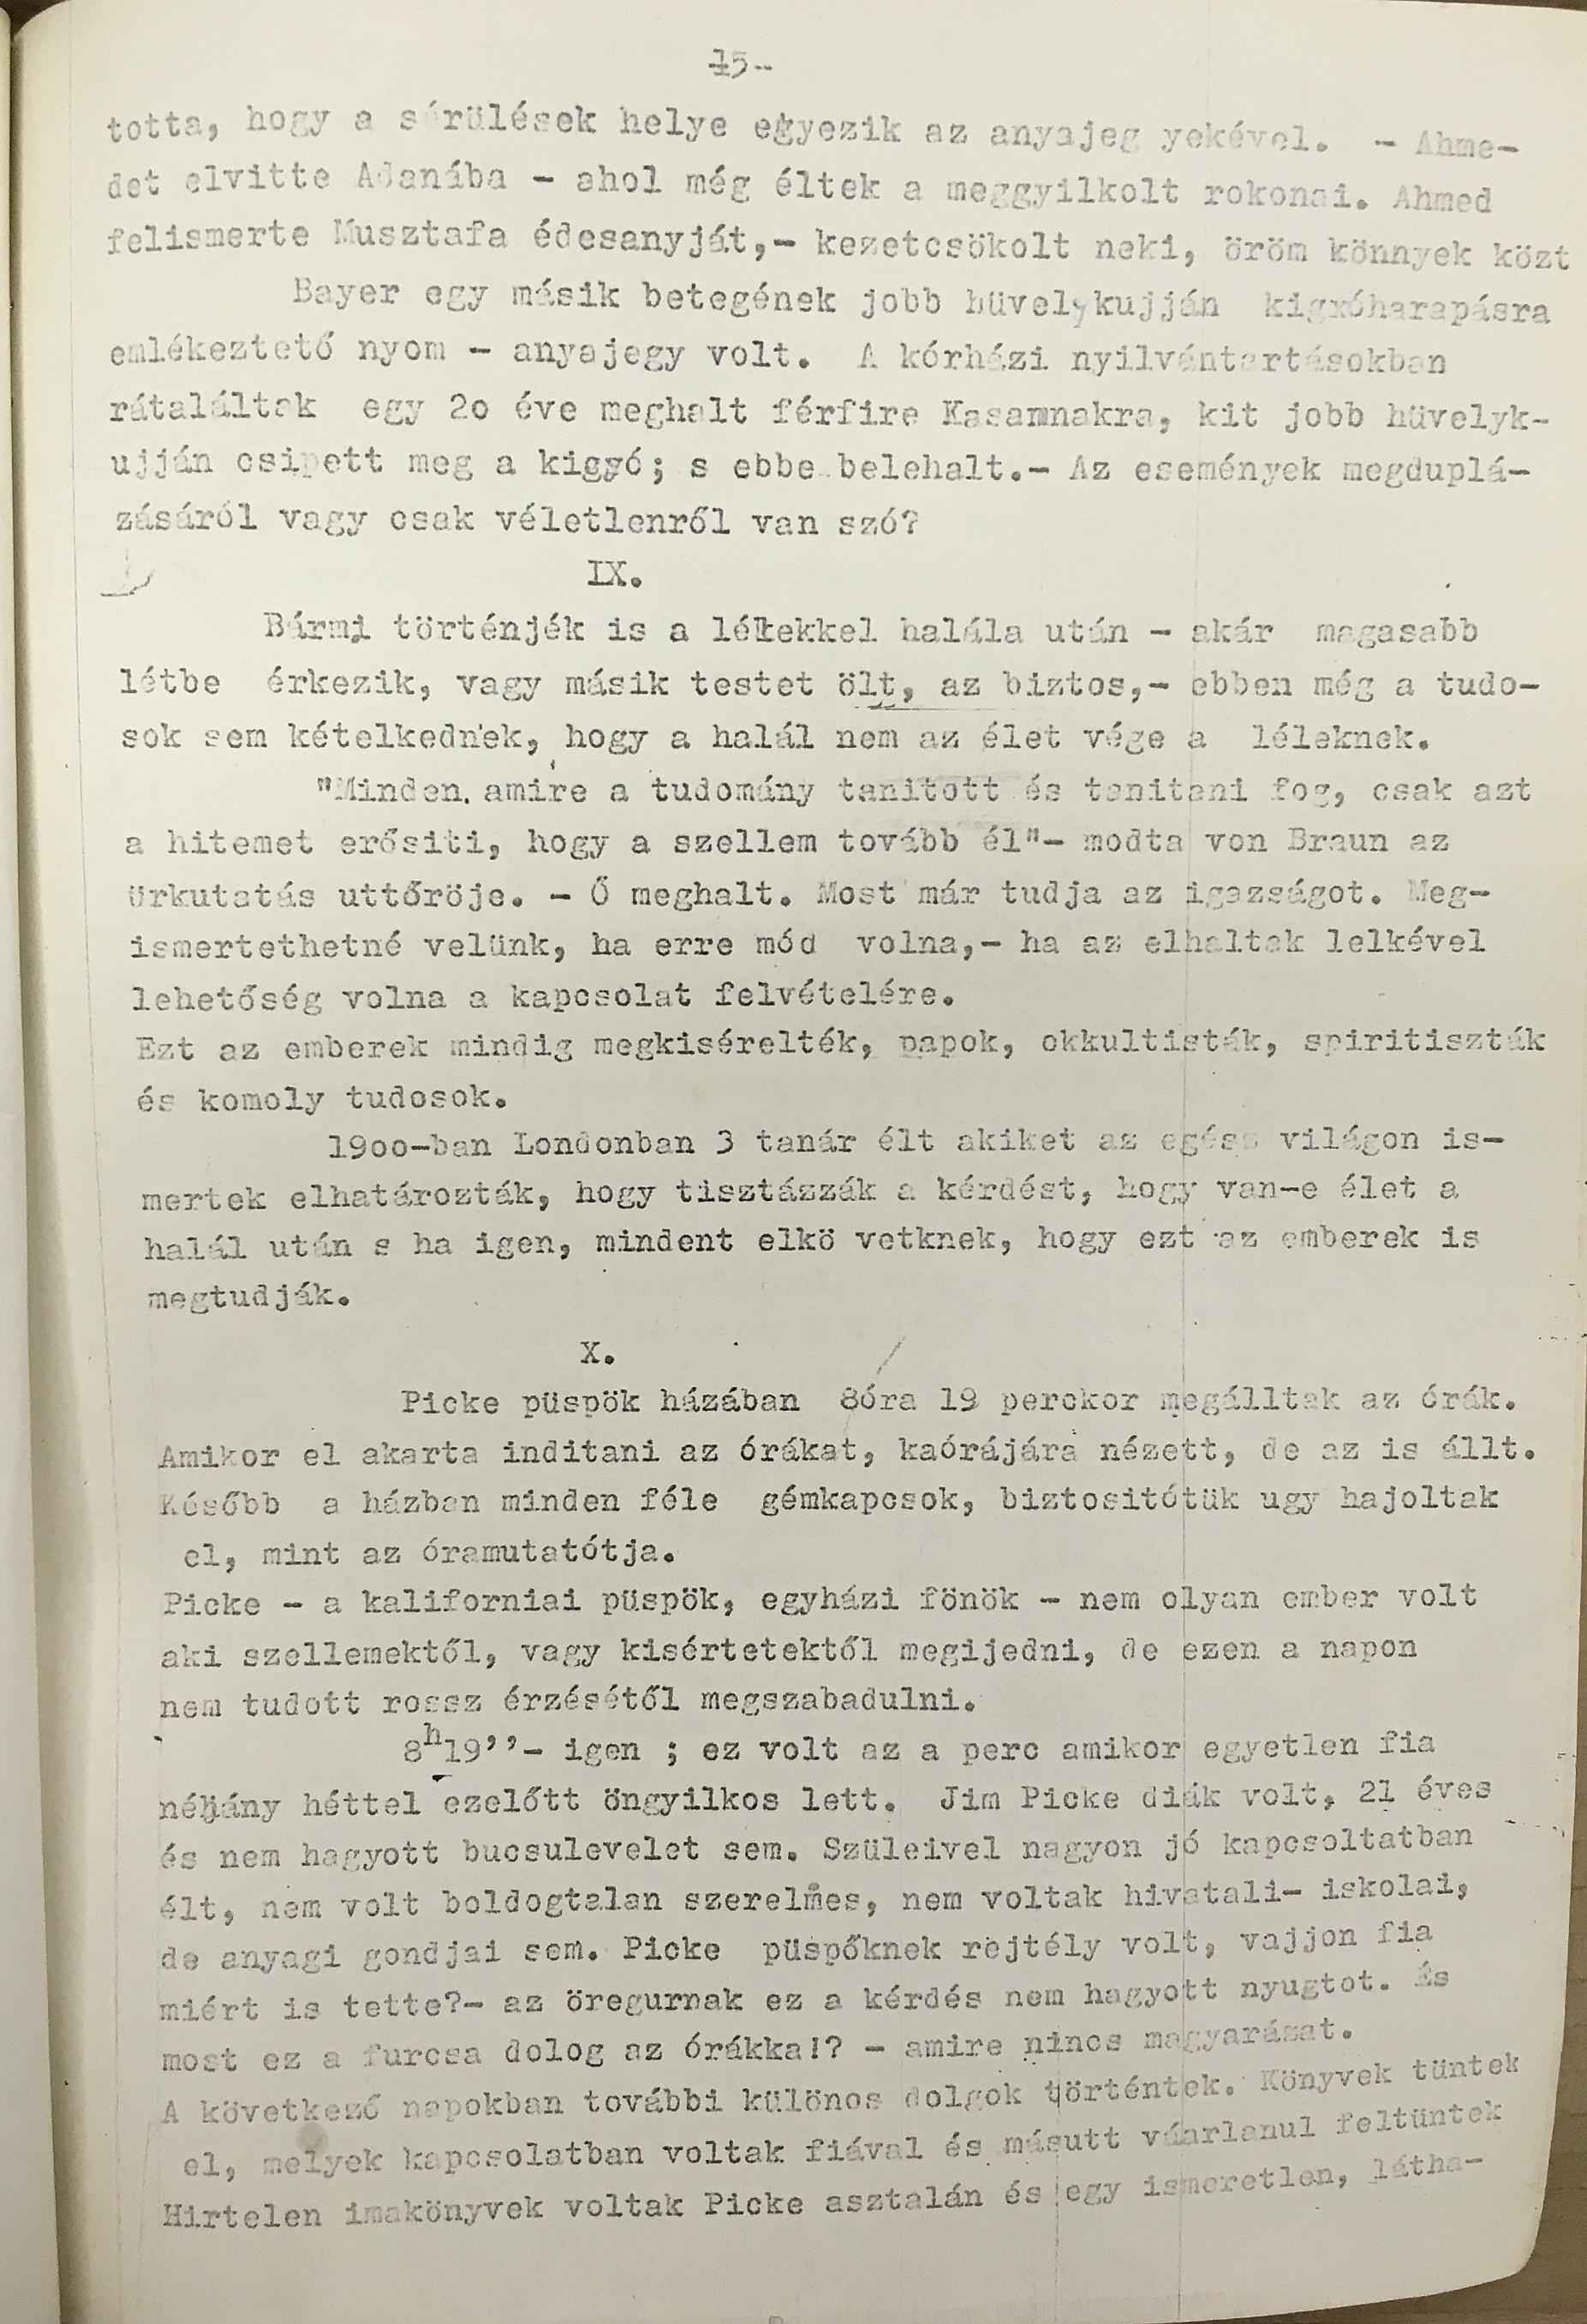 15--
totta, hogy a sérülések helye egyezik az anyajeg yekével. - Ahme-
det elvitte Adanába - ahol még éltek a meggyilkolt rokonai. Ahmed
felismerte Musztafa édesanyját,- kezetcsökolt neki, öröm könnyek közt
Bayer egy másik betegének jobb hüvelykujján kigyóharapásra
emlékeztető nyom - anyajegy volt. A kórházi nyilvántartásokban
rátaláltak egy 2o éve meghalt férfire Kasamnakra, kit jobb hüvelyk-
ujján csipett meg a kigyó; s ebbe belehalt.- Az események megduplá-
zásáról vagy csak véletlenről van szó?
IX.
Bármi történjék is a lélekkel halála után - akár magasabb
létbe érkezik, vagy másik testet ölt, az biztos,- ebben még a tudo-
sok sem kételkednek, hogy a halál nem az élet vége a léleknek.
"Minden. amire a tudomány tanitott és tanitani fog, csak azt
a hitemet erősiti, hogy a szellem tovább él"- modta von Braun az
ürkutatás uttőröje. - Ő meghalt. Most már tudja az igazságot. Meg-
ismertethetné velünk, ha erre mód volna,- ha az elhaltak lelkével
lehetőség volna a kapcsolat felvételére.
Ezt az emberek mindig megkisérelték, papok, okkultisták, spiritiszták
és komoly tudosok.
19oo-ban Londonban 3 tanár élt akiket az egész világon is-
mertek elhatározták, hogy tisztázzák a kérdést, hogy van-e élet a
halál után s ha igen, mindent elkö vetknek, hogy ezt az emberek is
megtudják.
X.
Picke püspök házában 8óra 19 perckor megálltak az órák.
Amikor el akarta inditani az órákat, kaórájára nézett, de az is állt.
Később a házban minden féle gémkapcsok, biztositótük ugy hajoltak
el, mint az óramutatótja.
Picke - a kaliforniai püspök, egyházi fönök - nem olyan ember volt
aki szellemektől, vagy kisértetektől megijedni, de ezen a napon
nem tudott rossz érzésétől megszabadulni.
8h19’’- igen ; ez volt az a perc amikor egyetlen fia
néhány héttel ezelőtt öngyilkos lett. Jim Picke diák volt, 21 éves
és nem hagyott bucsulevelet sem. Szüleivel nagyon jó kapcsoltatban
élt, nem volt boldogtalan szerelmes, nem voltak hivatali- iskolai,
de anyagi gondjai sem. Picke püspőknek rejtély volt, vajjon fia
miért is tette?- az öregurnak ez a kérdés nem hagyott nyugtot. És
most ez a furcsa dolog az órákkal? - amire nincs magyarázat.
A következő napokban további különos dolgok történtek. Könyvek tüntek
el, melyek kapcsolatban voltak fiával és másutt váarlanul feltüntek
Hirtelen imakönyvek voltak Picke asztalán és egy ismeretlen, látha-